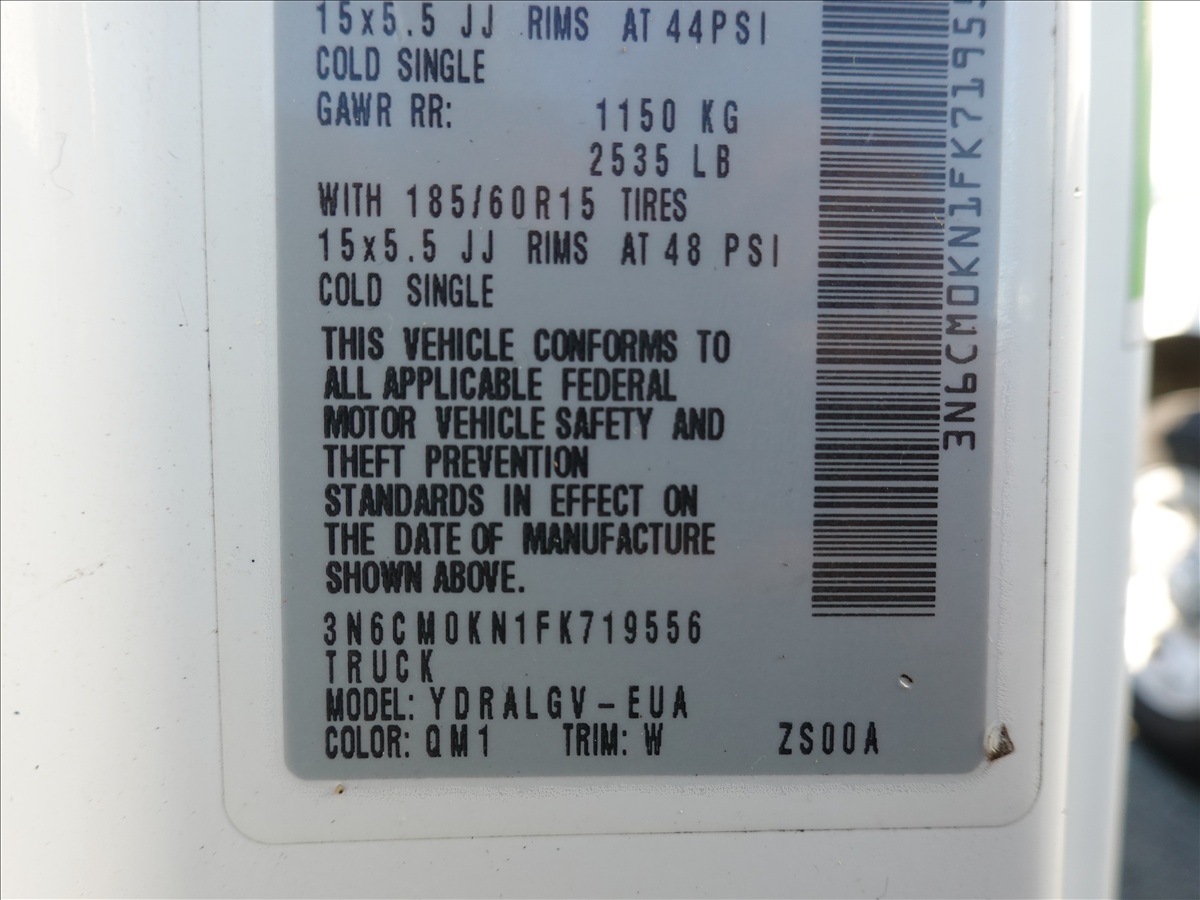 15x5.5 JJ RIMS AT 44PSI
COLD SINGLE
GAWR RR: 1150 KG
2535 LB
WITH 185/60R15 TIRES
15x5.5 JJ RIMS AT 48 PSI
COLD SINGLE
THIS VEHICLE CONFORMS TO
ALL APPLICABLE FEDERAL
MOTOR VEHICLE SAFETY AND
THEFT PREVENTION
STANDARDS IN EFFECT ON
THE DATE OF MANUFACTURE
SHOWN ABOVE.
3N6CM0KN1FK719556
TRUCK
MODEL: YDRALGV-EUA
COLOR: QM1 TRIM: W ZS00A
3N6CM0KN1FK71955